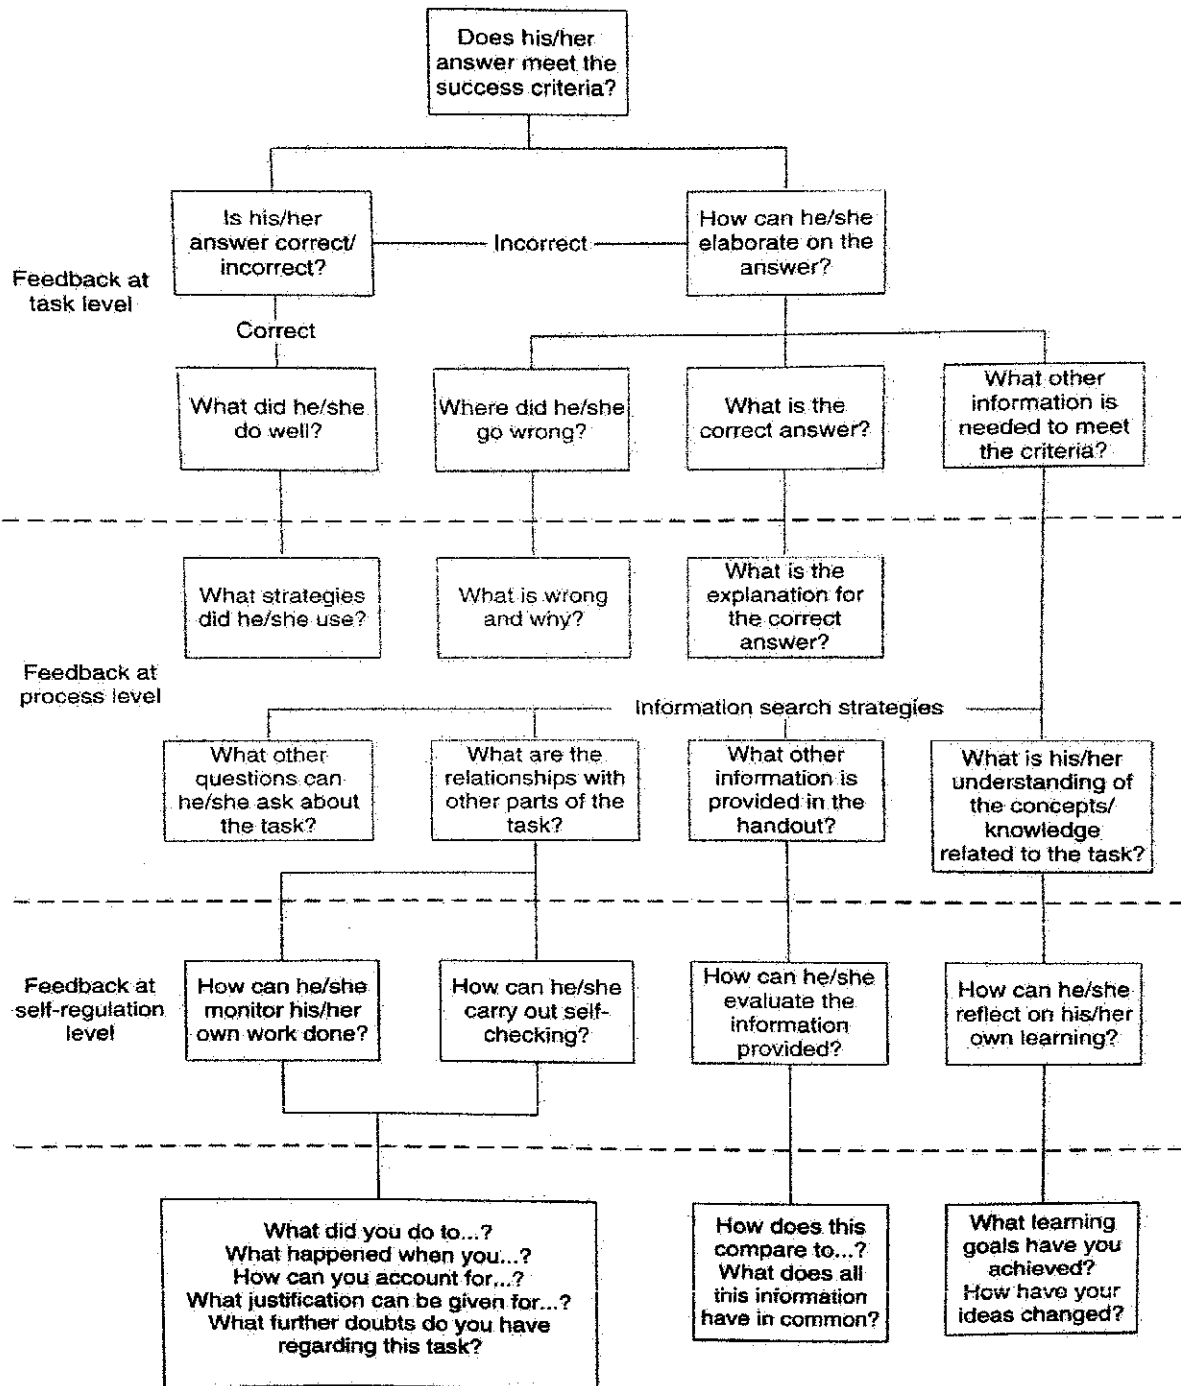 Does his/her
answer meet the
success criteria?
Is his/her
answer correct/
incorrect?
Incorrect
How can he/she
elaborate on the
answer?
Feedback at
task level
Correct
What did he/she
do well?
Where did he/she
go wrong?
What is the
correct answer?
What other
information is
needed to meet
the criteria?
What strategies
did he/she use?
What is wrong
and why?
What is the
explanation for
the correct
answer?
Feedback at
process level
Information search strategies
What other
questions can
he/she ask about
the task?
What are the
relationships with
other parts of the
task?
What other
information is
provided in the
handout?
What is his/her
understanding of
the concepts/
knowledge
related to the task?
Feedback at
self-regulation
level
How can he/she
monitor his/her
own work done?
How can he/she
carry out self-
checking?
How can he/she
evaluate the
information
provided?
How can he/she
reflect on his/her
own learning?
What did you do to...?
What happened when you...?
How can you account for...?
What justification can be given for...?
What further doubts do you have
regarding this task?
How does this
compare to...?
What does all
this information
have in common?
What learning
goals have you
achieved?
How have your
ideas changed?